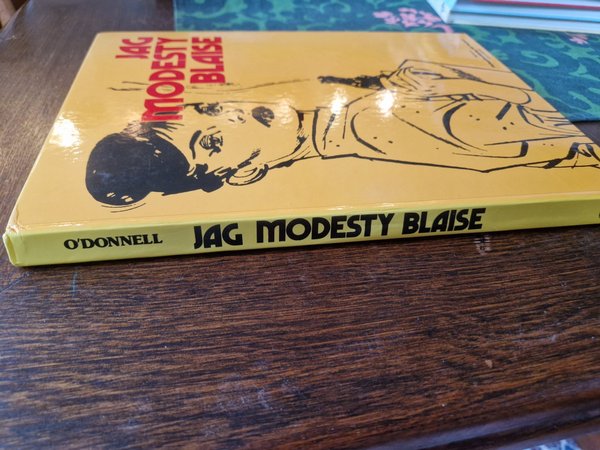 JAG
MODESTY
BLAISE
O'DONNELL JAG MODESTY BLAISE